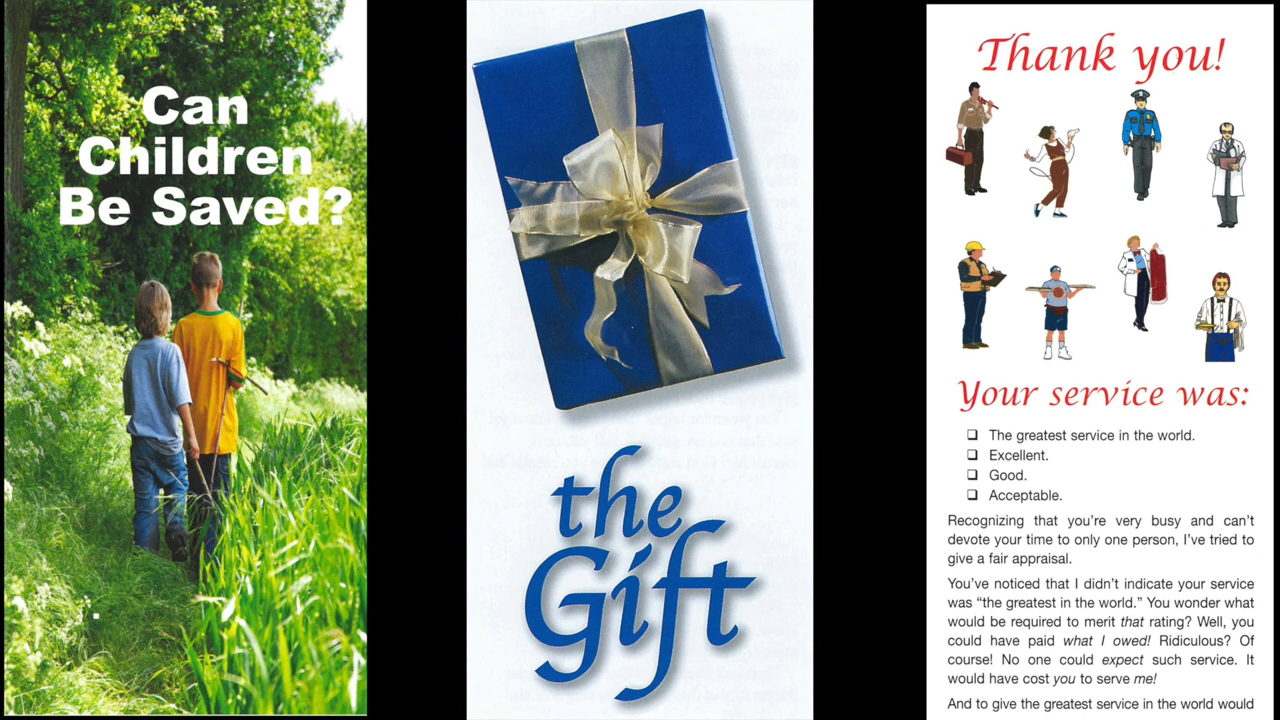 Can
Children
Be Saved?
the
Gift
Thank you!
Your service was:
❑ The greatest service in the world.
❑ Excellent.
❑ Good.
❑ Acceptable.
Recognizing that you're very busy and can't
devote your time to only one person, I've tried to
give a fair appraisal.
You've noticed that I didn't indicate your service
was “the greatest in the world.” You wonder what
would be required to merit that rating? Well, you
could have paid what I owed! Ridiculous? Of
course! No one could expect such service. It
would have cost you to serve me!
And to give the greatest service in the world would